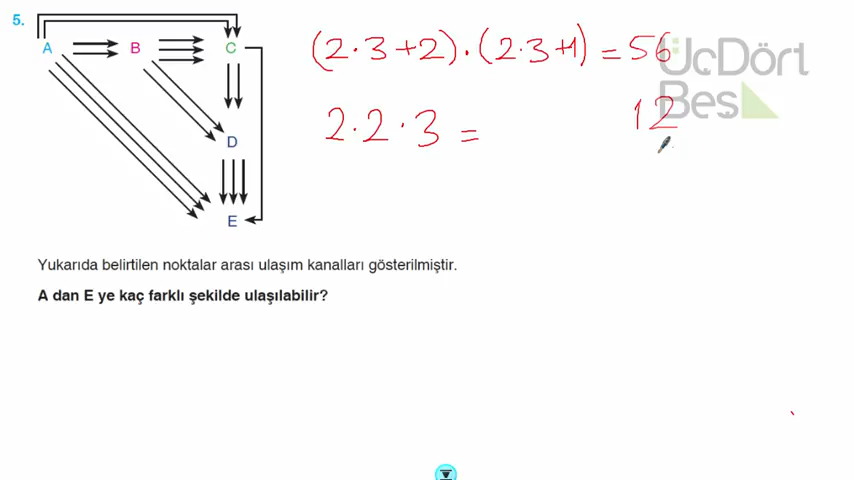 5.
A B C
D
E
(2·3+2)·(2·3+1)=56
2·2·3= 12
ÜçDört
Beş
Yukarıda belirtilen noktalar arası ulaşım kanalları gösterilmiştir.
A dan E ye kaç farklı şekilde ulaşılabilir?